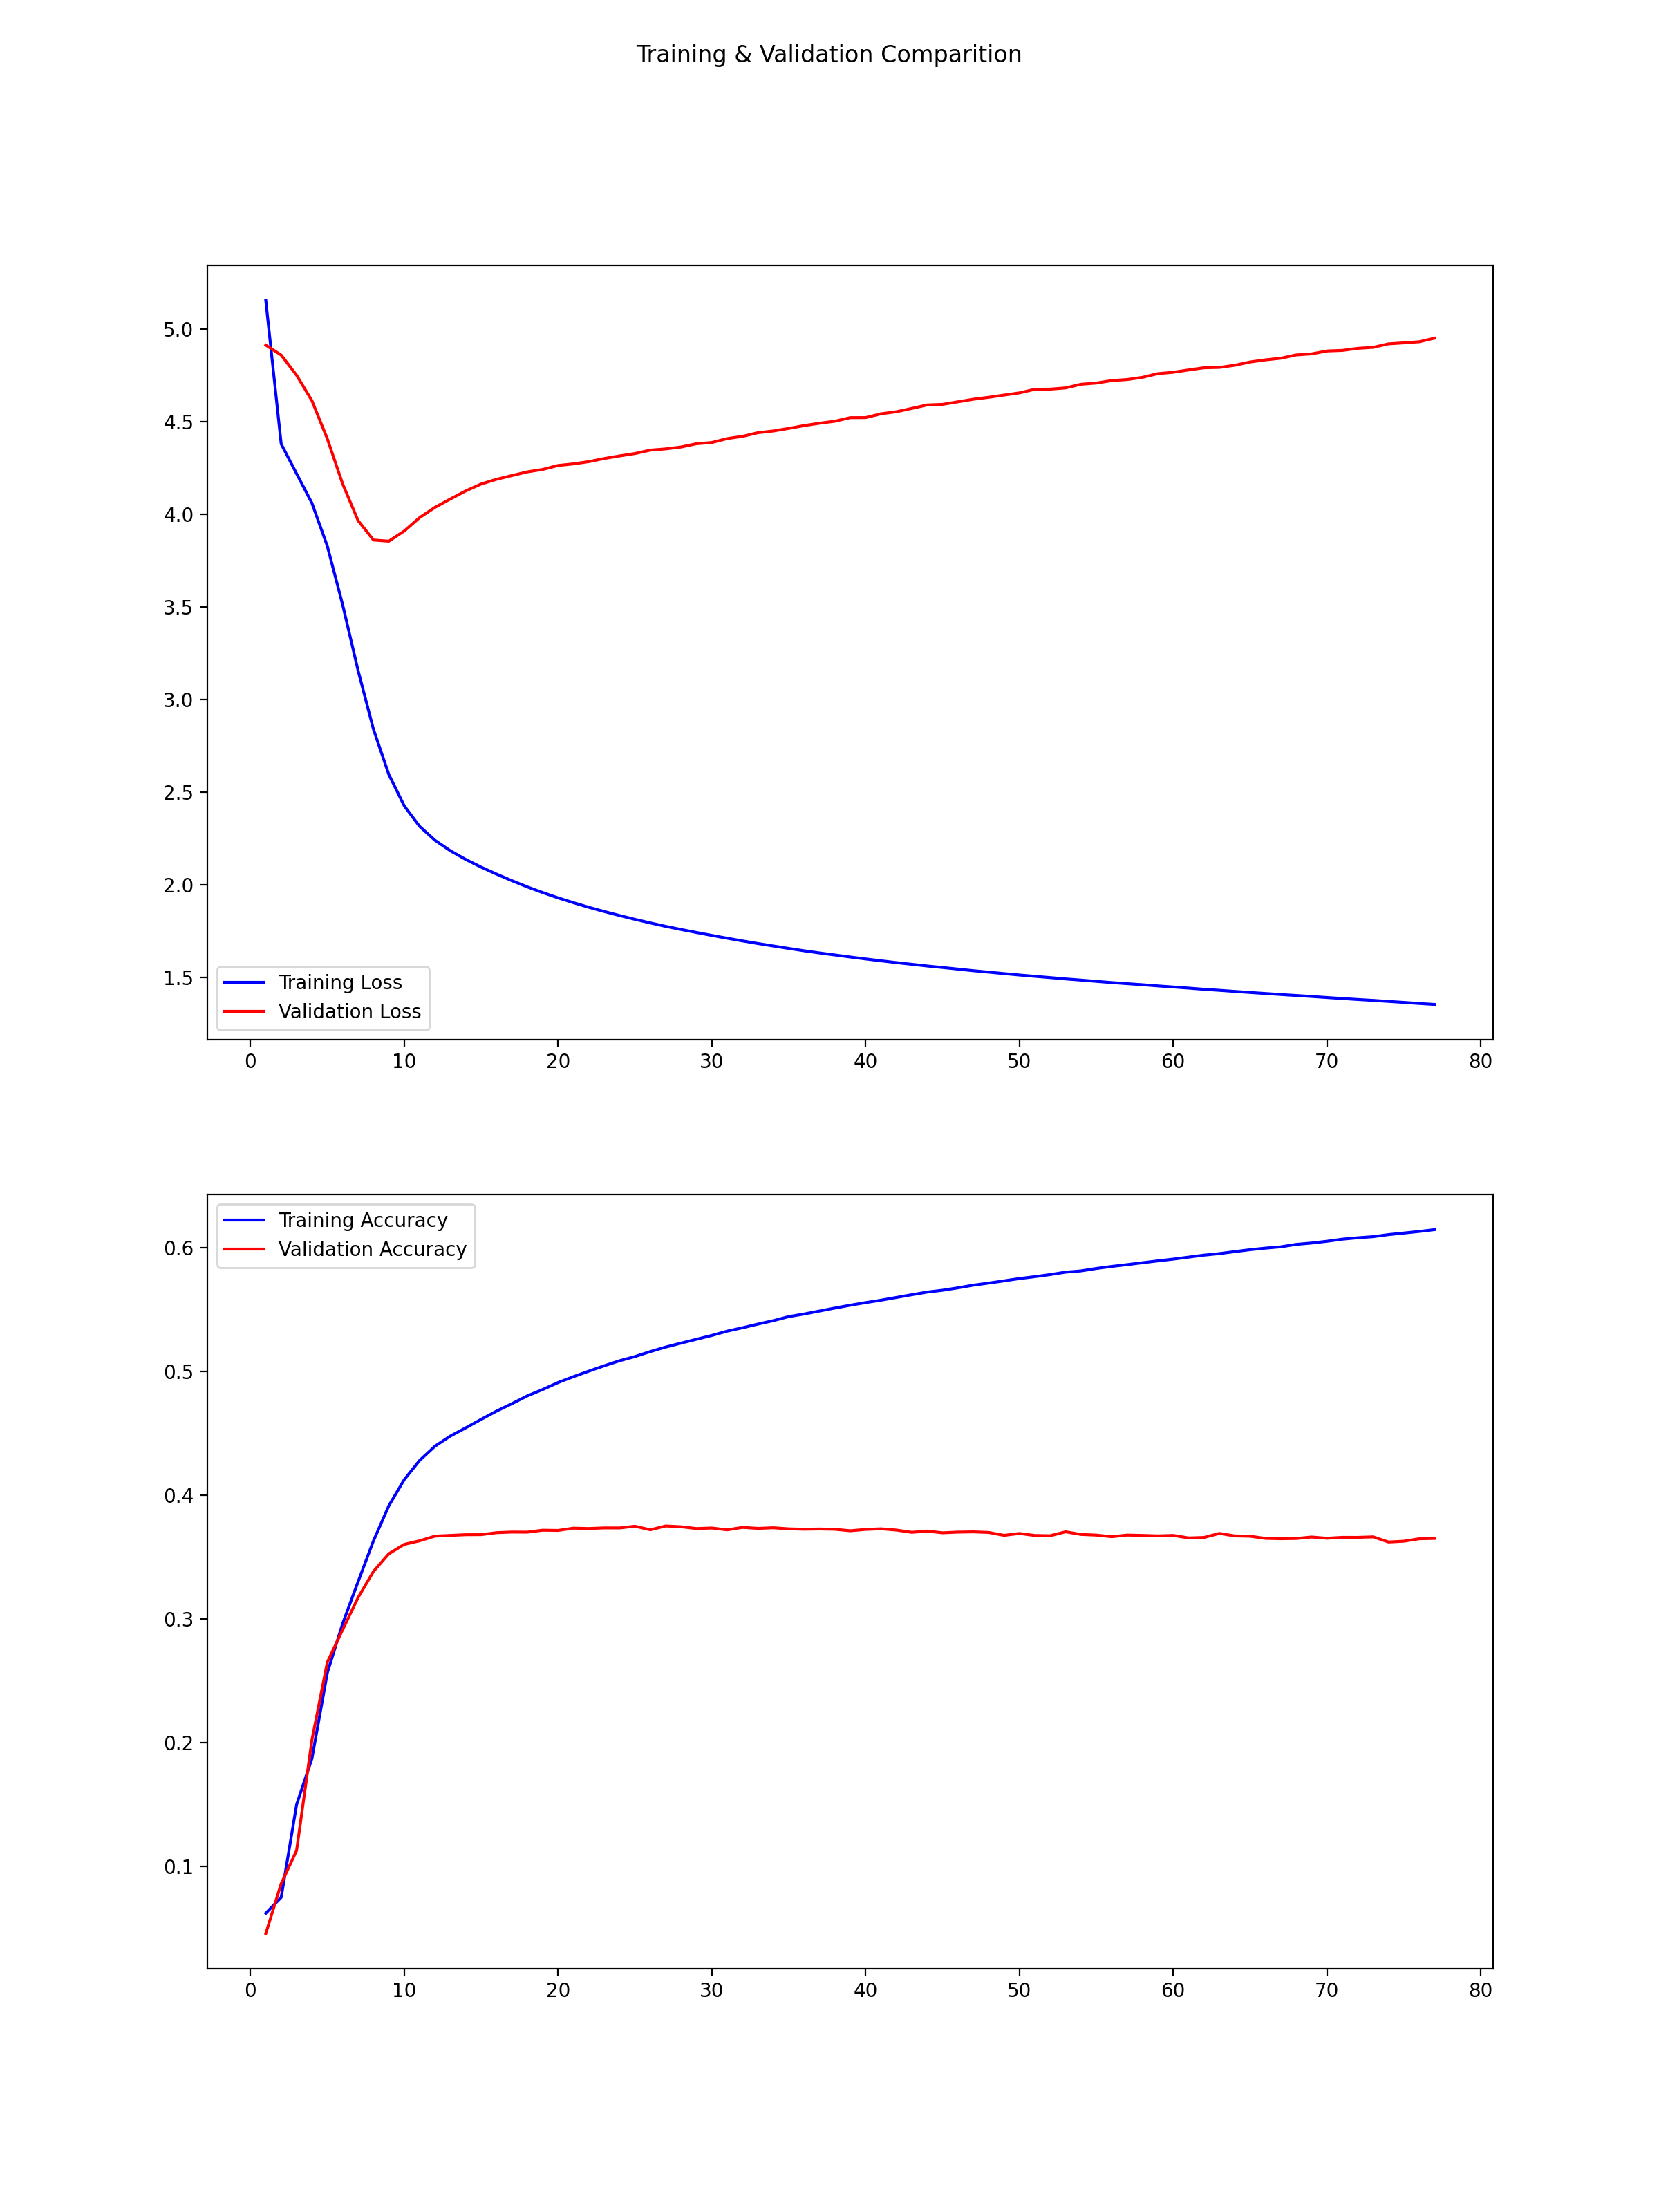 Training & Validation Comparition
5.0
4.5
4.0
3.5
3.0
2.5
2.0
1.5
Training Loss
Validation Loss
0 10 20 30 40 50 60 70 80
Training Accuracy
Validation Accuracy
0.6
0.5
0.4
0.3
0.2
0.1
0 10 20 30 40 50 60 70 80